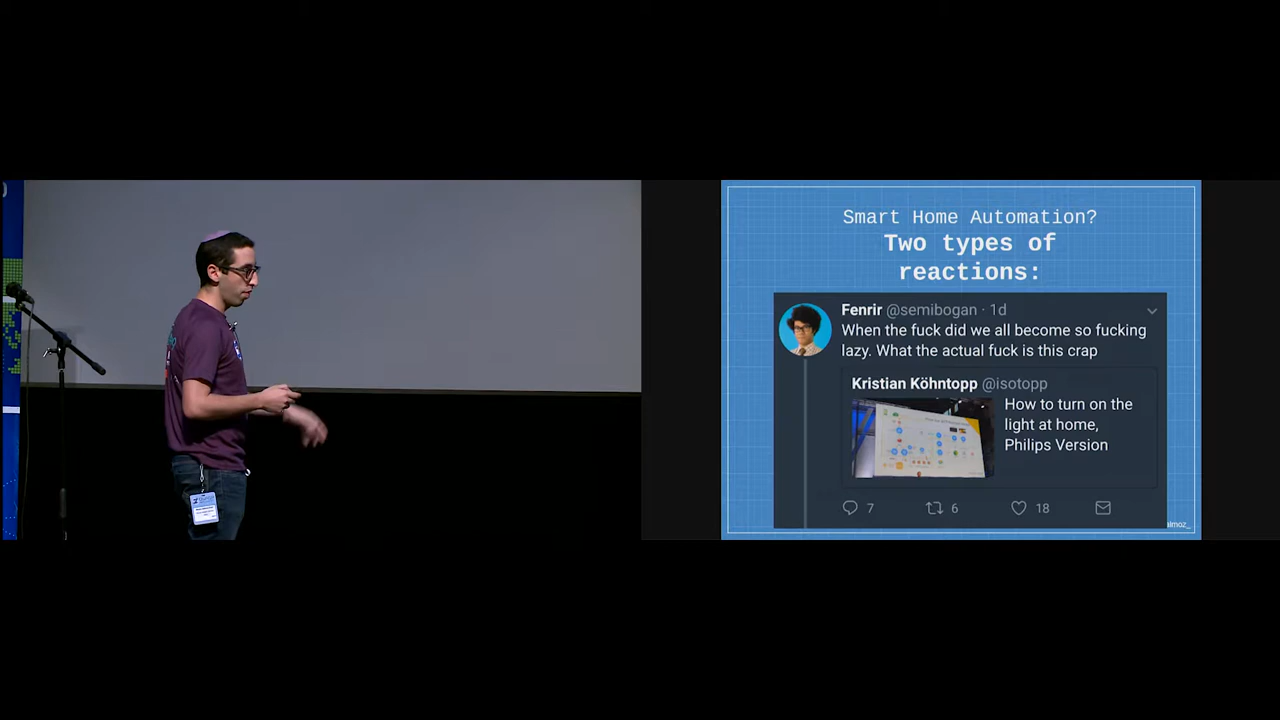 Smart Home Automation?
Two types of
reactions:
Fenrir @semibogan · 1d
When the fuck did we all become so fucking
lazy. What the actual fuck is this crap
Kristian Köhntopp @isotopp
How to turn on the
light at home,
Philips Version
7 6 18
almoz_